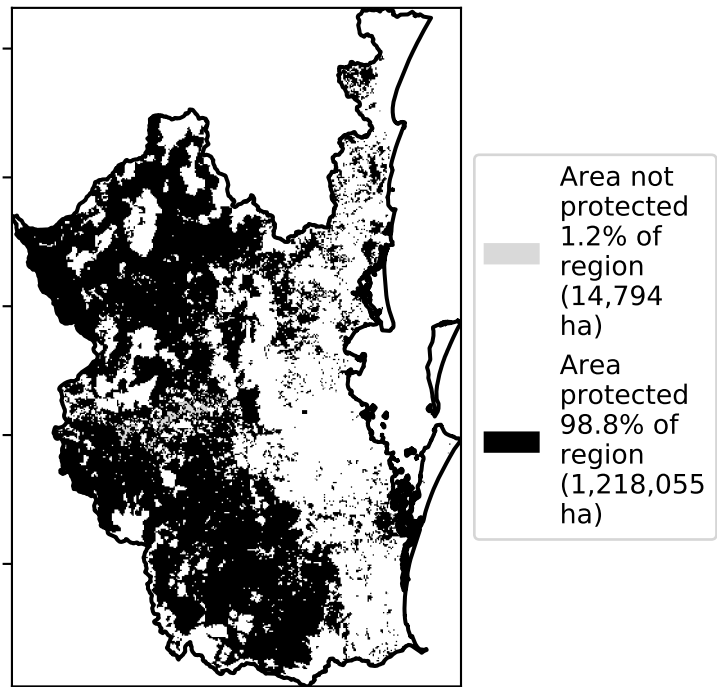 Area not
protected
1.2% of
region
(14,794
ha)
Area
protected
98.8% of
region
(1,218,055
ha)